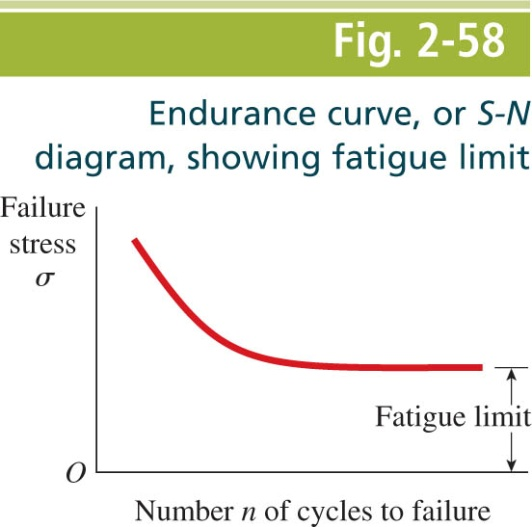 Fig. 2-58
Endurance curve, or S-N
diagram, showing fatigue limit
Failure
stress
σ
Fatigue limit
O
Number n of cycles to failure